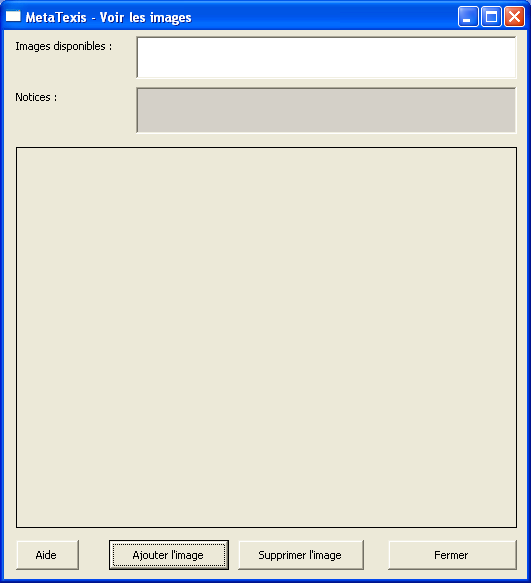 MetaTexis - Voir les images
Images disponibles :
Notices :
Aide
Ajouter l'image
Supprimer l'image
Fermer